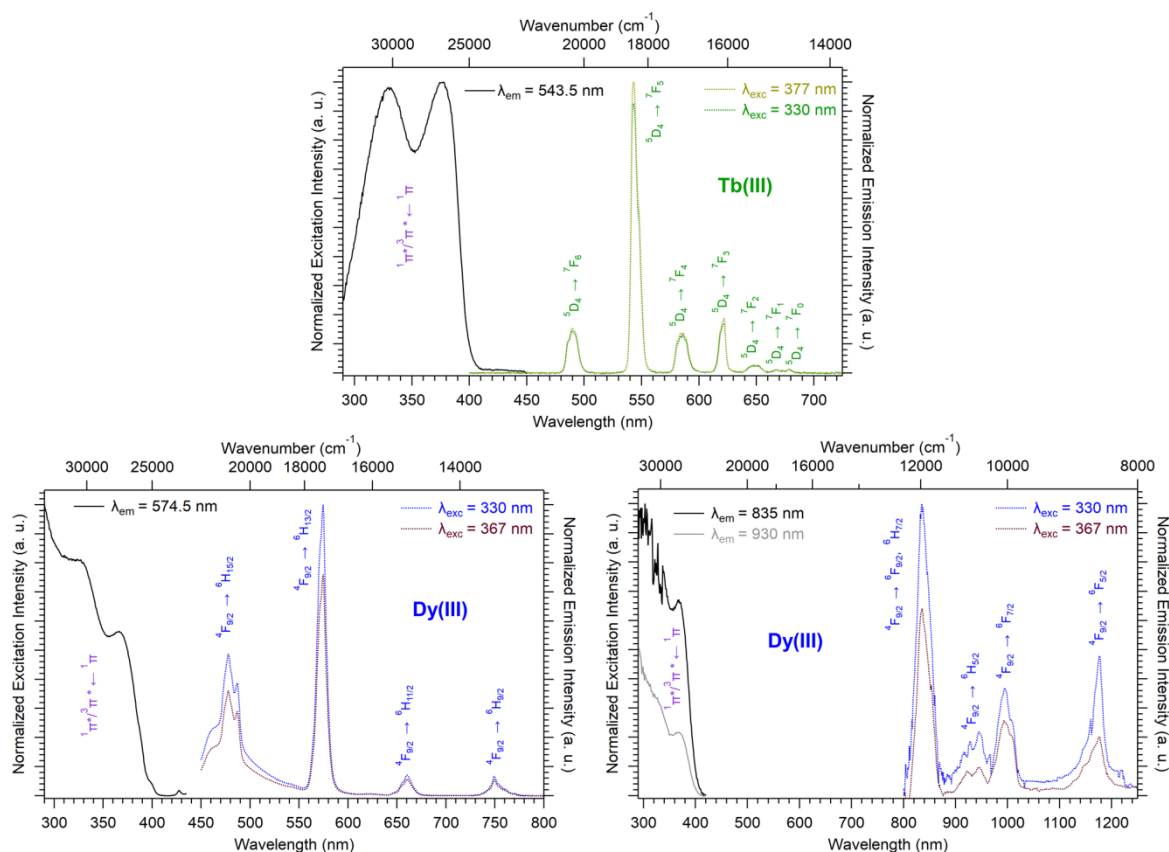 Wavenumber (cm⁻¹)
30000 25000 20000 18000 16000 14000
Normalized Excitation Intensity (a. u.)
λem = 543.5 nm
λexc = 377 nm
λexc = 330 nm
¹π*/³π* ← ¹π
⁵D₄ → ⁷F₆
⁵D₄ → ⁷F₅
⁵D₄ → ⁷F₄
⁵D₄ → ⁷F₃
⁵D₄ → ⁷F₂
⁵D₄ → ⁷F₁
⁵D₄ → ⁷F₀
Tb(III)
Normalized Emission Intensity (a. u.)
300 350 400 450 500 550 600 650 700
Wavelength (nm)
Wavenumber (cm⁻¹)
30000 26000 21000 18000 15000 13000
Normalized Excitation Intensity (a. u.)
λem = 574.5 nm
λexc = 330 nm
λexc = 367 nm
¹π*/³π* ← ¹π
⁴F₉/₂ → ⁶H₁₅/₂
⁴F₉/₂ → ⁶H₁₃/₂
⁴F₉/₂ → ⁶H₁₁/₂
⁴F₉/₂ → ⁶H₉/₂
Dy(III)
Normalized Emission Intensity (a. u.)
300 350 400 450 500 550 600 650 700 750 800
Wavelength (nm)
Wavenumber (cm⁻¹)
30000 20000 16000 12000 10000 8000
Normalized Excitation Intensity (a. u.)
λem = 835 nm
λem = 930 nm
λexc = 330 nm
λexc = 367 nm
¹π*/³π* ← ¹π
⁴F₉/₂ → ⁶F₉/₂, ⁶H₇/₂
⁴F₉/₂ → ⁶H₅/₂
⁴F₉/₂ → ⁶F₇/₂
⁴F₉/₂ → ⁶F₅/₂
Dy(III)
Normalized Emission Intensity (a. u.)
300 400 500 600 700 800 900 1000 1100 1200
Wavelength (nm)